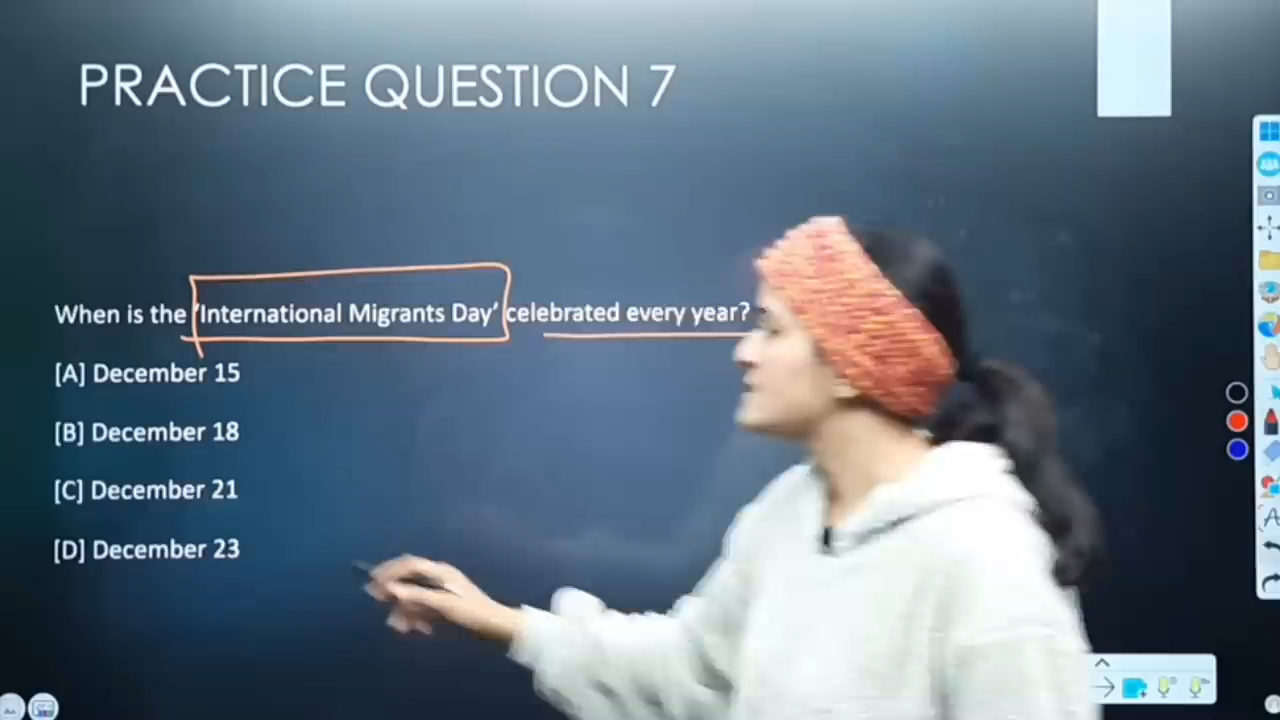 PRACTICE QUESTION 7
When is the 'International Migrants Day' celebrated every year?
[A] December 15
[B] December 18
[C] December 21
[D] December 23